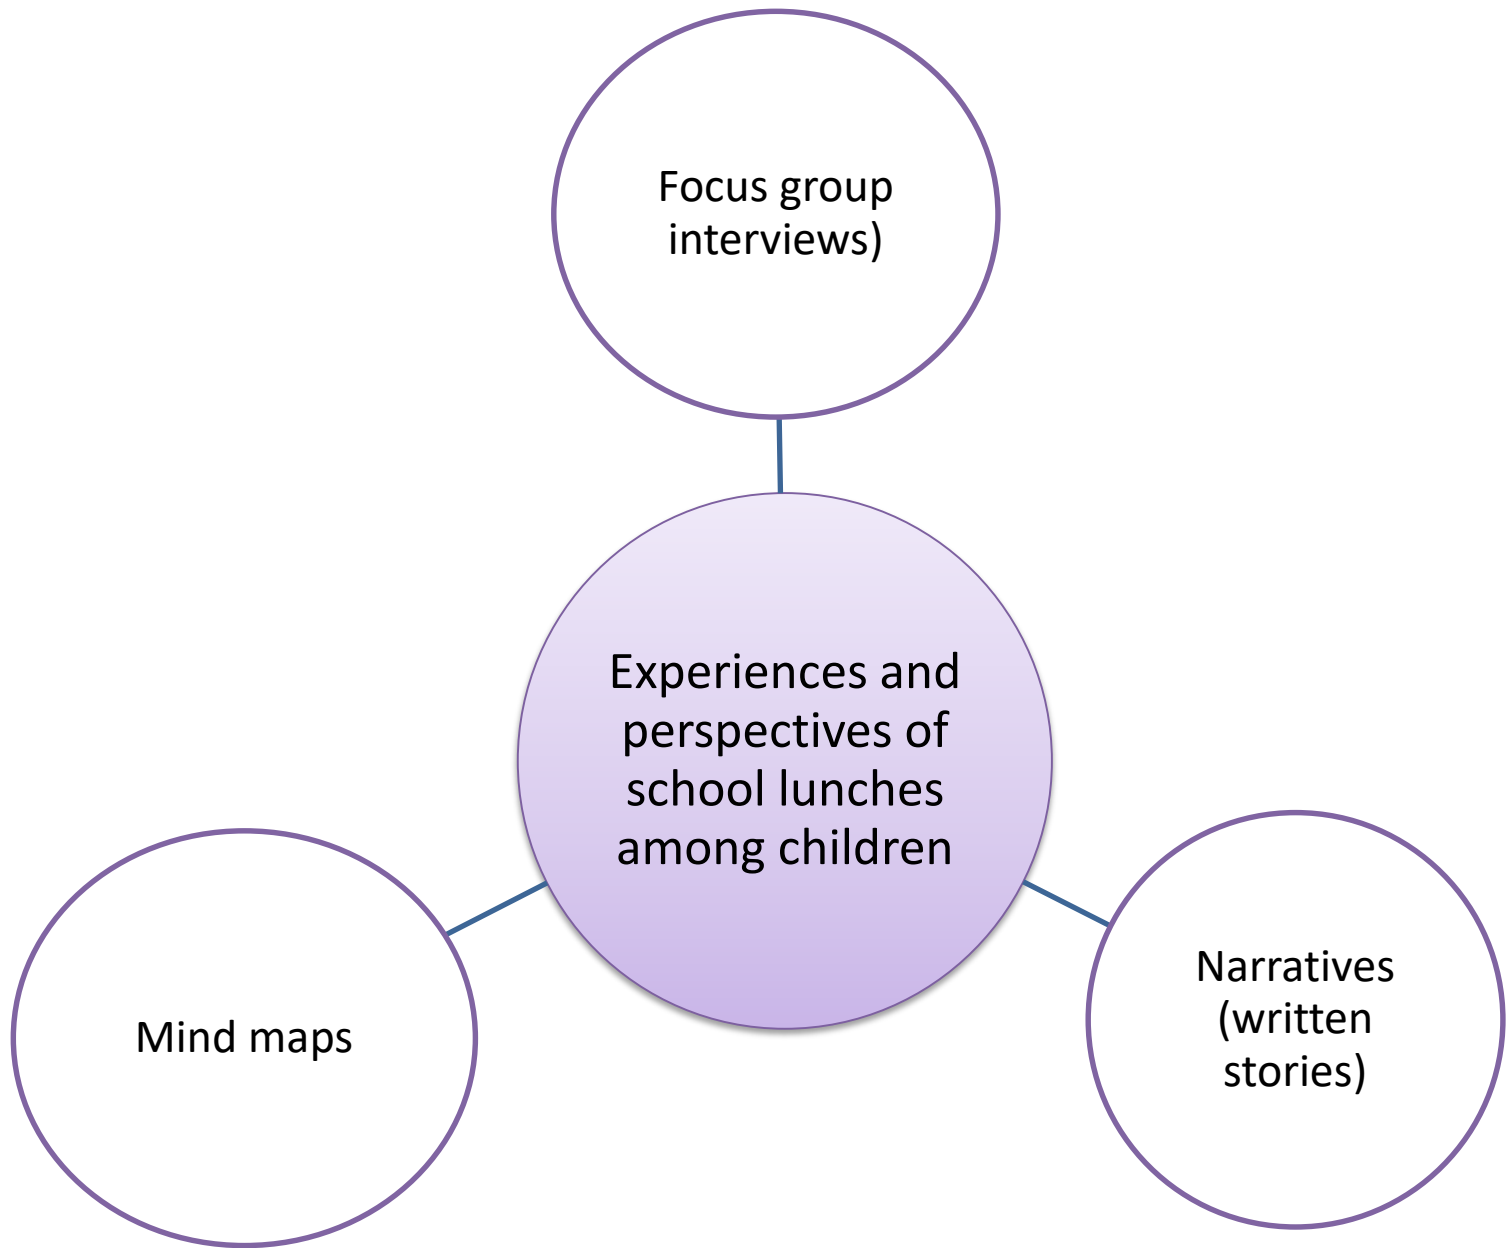 Focus group
interviews)
Experiences and
perspectives of
school lunches
among children
Mind maps
Narratives
(written
stories)